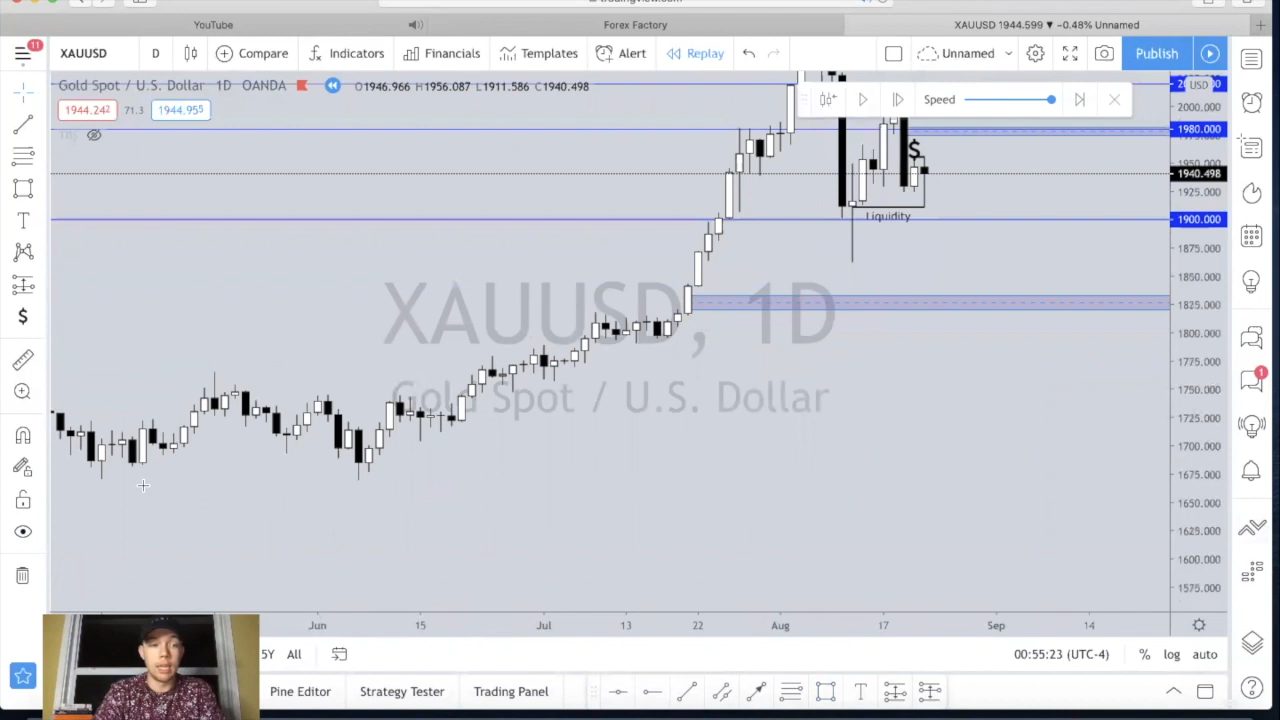 YouTube
Forex Factory
XAUUSD 1944.599 ▼ −0.48% Unnamed
11
XAUUSD
D
Compare
Indicators
Financials
Templates
Alert
Replay
Unnamed
Publish
Gold Spot / U.S. Dollar 1D OANDA
O1946.966 H1956.087 L1911.586 C1940.498
1944.242
71.3
1944.955
Speed
USD
2000.000
1980.000
1950.000
1940.498
1925.000
1900.000
1875.000
1850.000
1825.000
1800.000
1775.000
1750.000
1725.000
1700.000
1675.000
1650.000
1625.000
1600.000
1575.000
$
Liquidity
XAUUSD, 1D
Gold Spot / U.S. Dollar
$
1
Jun
15
Jul
13
22
Aug
17
Sep
14
5Y
All
00:55:23 (UTC-4)
%
log
auto
Pine Editor
Strategy Tester
Trading Panel
T